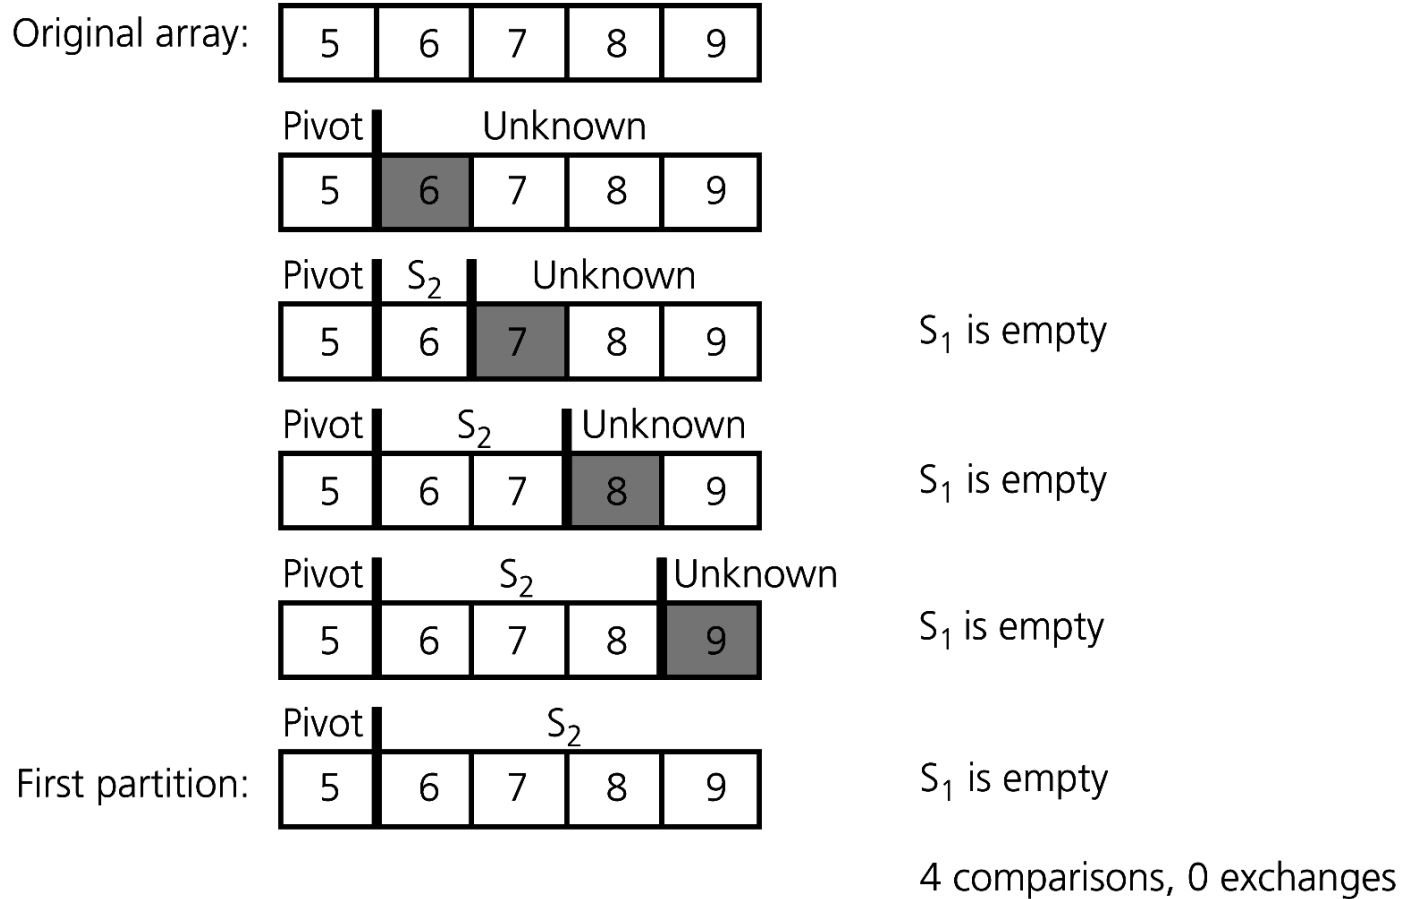 Original array: 5 6 7 8 9
Pivot Unknown
5 6 7 8 9
Pivot S₂ Unknown
5 6 7 8 9 S₁ is empty
Pivot S₂ Unknown
5 6 7 8 9 S₁ is empty
Pivot S₂ Unknown
5 6 7 8 9 S₁ is empty
Pivot S₂
First partition: 5 6 7 8 9 S₁ is empty
4 comparisons, 0 exchanges